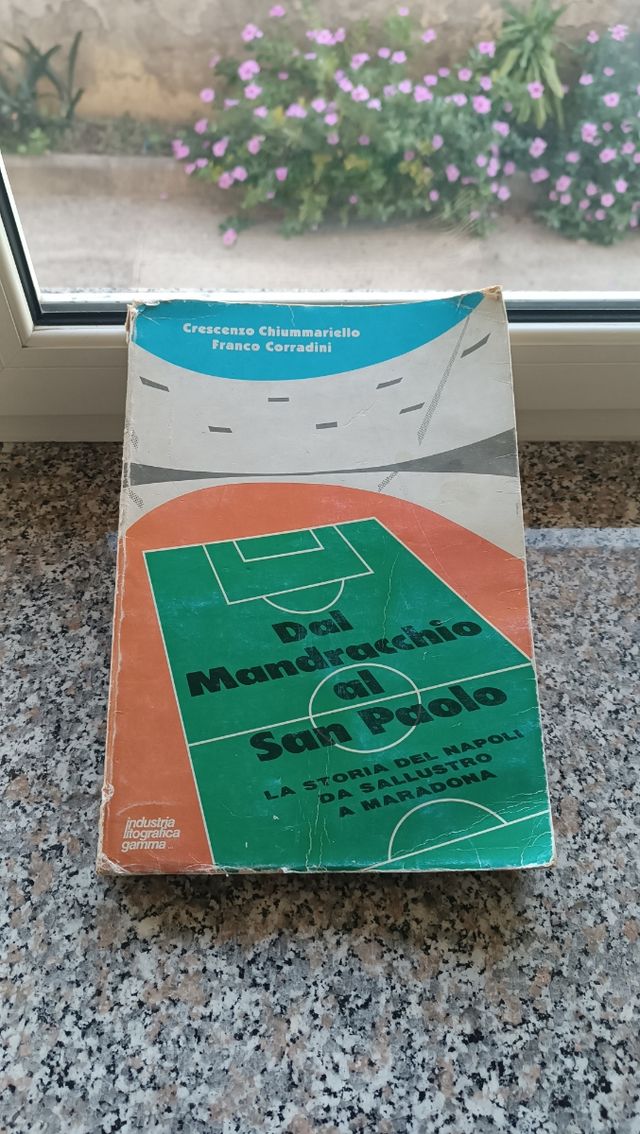 Crescenzo Chiummariello
Franco Corradini
Dal
Mandracchio
al
San Paolo
LA STORIA DEL NAPOLI
DA SALLUSTRO
A MARADONA
industria
litografica
gamma